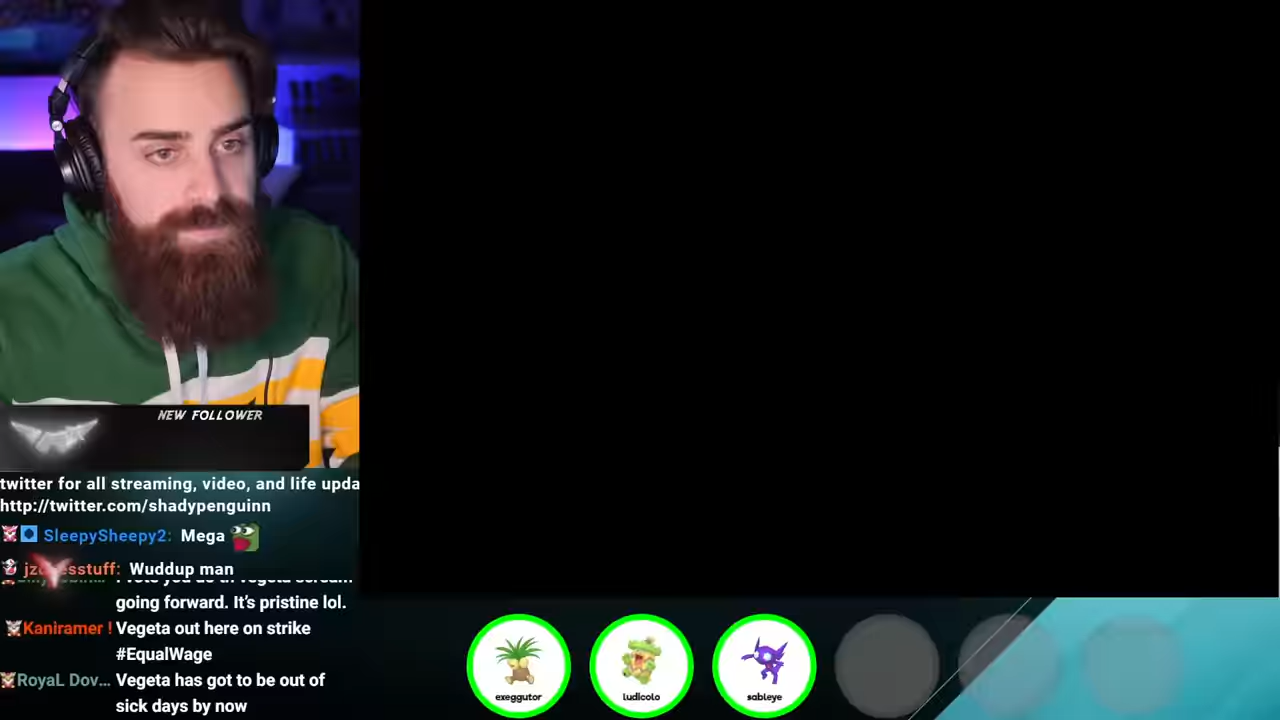 NEW FOLLOWER
twitter for all streaming, video, and life upda
http://twitter.com/shadypenguinn
SleepySheepy2: Mega
Wuddup man
going forward. It's pristine lol.
Kaniramer ! Vegeta out here on strike
#EqualWage
RoyaL Dov... Vegeta has got to be out of
sick days by now
exeggutor
ludicolo
sableye